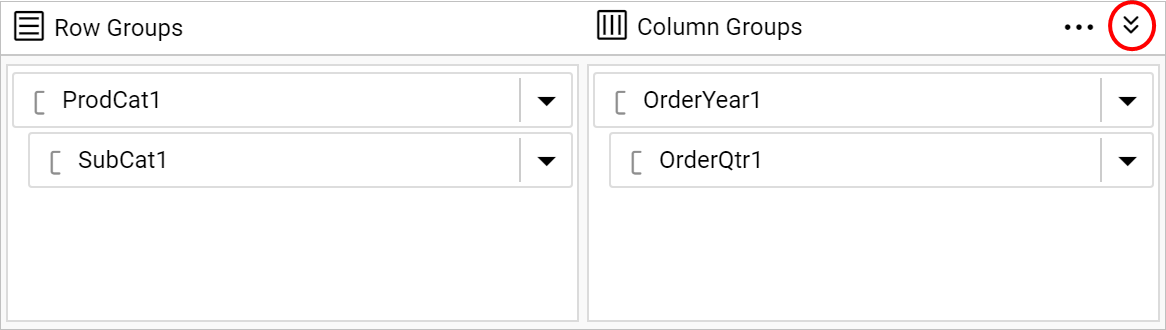 Row Groups
Column Groups
ProdCat1
OrderYear1
SubCat1
OrderQtr1